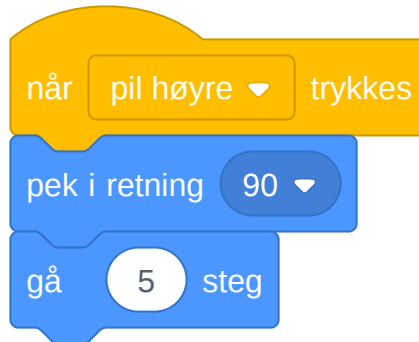 når pil høyre trykkes
pek i retning 90
gå 5 steg